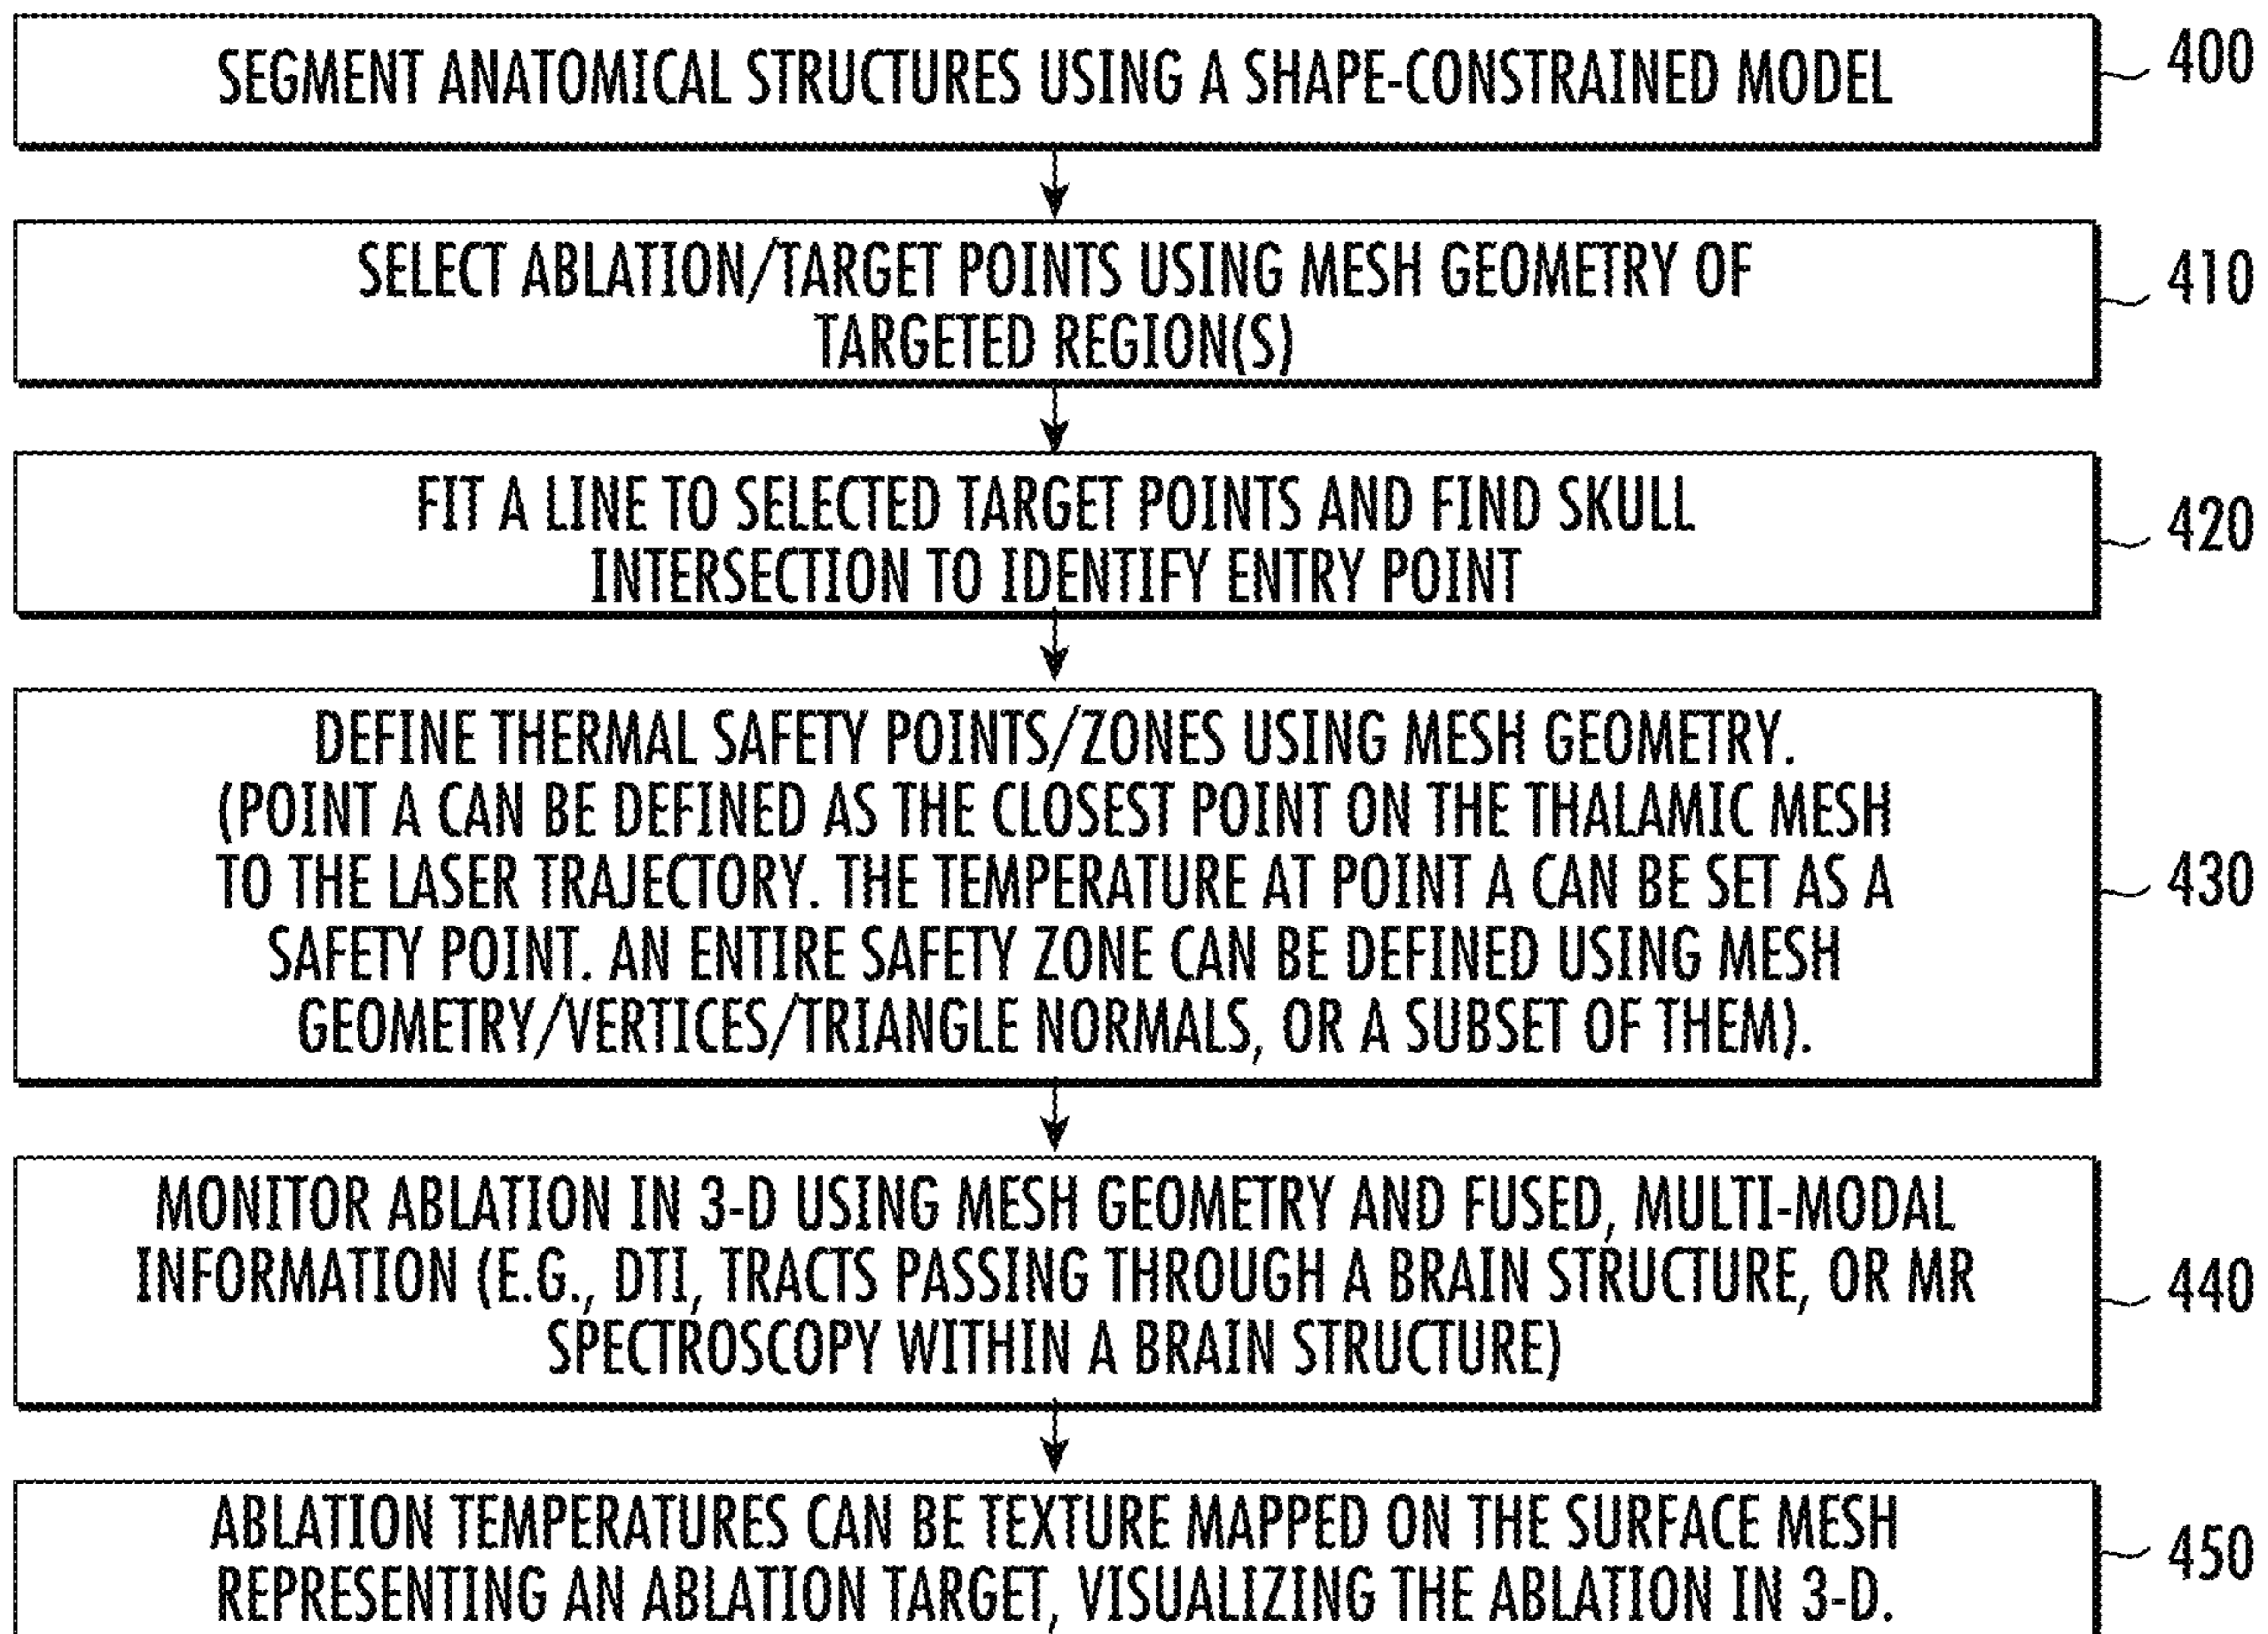 SEGMENT ANATOMICAL STRUCTURES USING A SHAPE-CONSTRAINED MODEL
400
SELECT ABLATION/TARGET POINTS USING MESH GEOMETRY OF
TARGETED REGION(S)
410
FIT A LINE TO SELECTED TARGET POINTS AND FIND SKULL
INTERSECTION TO IDENTIFY ENTRY POINT
420
DEFINE THERMAL SAFETY POINTS/ZONES USING MESH GEOMETRY.
(POINT A CAN BE DEFINED AS THE CLOSEST POINT ON THE THALAMIC MESH
TO THE LASER TRAJECTORY. THE TEMPERATURE AT POINT A CAN BE SET AS A
SAFETY POINT. AN ENTIRE SAFETY ZONE CAN BE DEFINED USING MESH
GEOMETRY/VERTICES/TRIANGLE NORMALS, OR A SUBSET OF THEM).
430
MONITOR ABLATION IN 3-D USING MESH GEOMETRY AND FUSED, MULTI-MODAL
INFORMATION (E.G., DTI, TRACTS PASSING THROUGH A BRAIN STRUCTURE, OR MR
SPECTROSCOPY WITHIN A BRAIN STRUCTURE)
440
ABLATION TEMPERATURES CAN BE TEXTURE MAPPED ON THE SURFACE MESH
REPRESENTING AN ABLATION TARGET, VISUALIZING THE ABLATION IN 3-D.
450